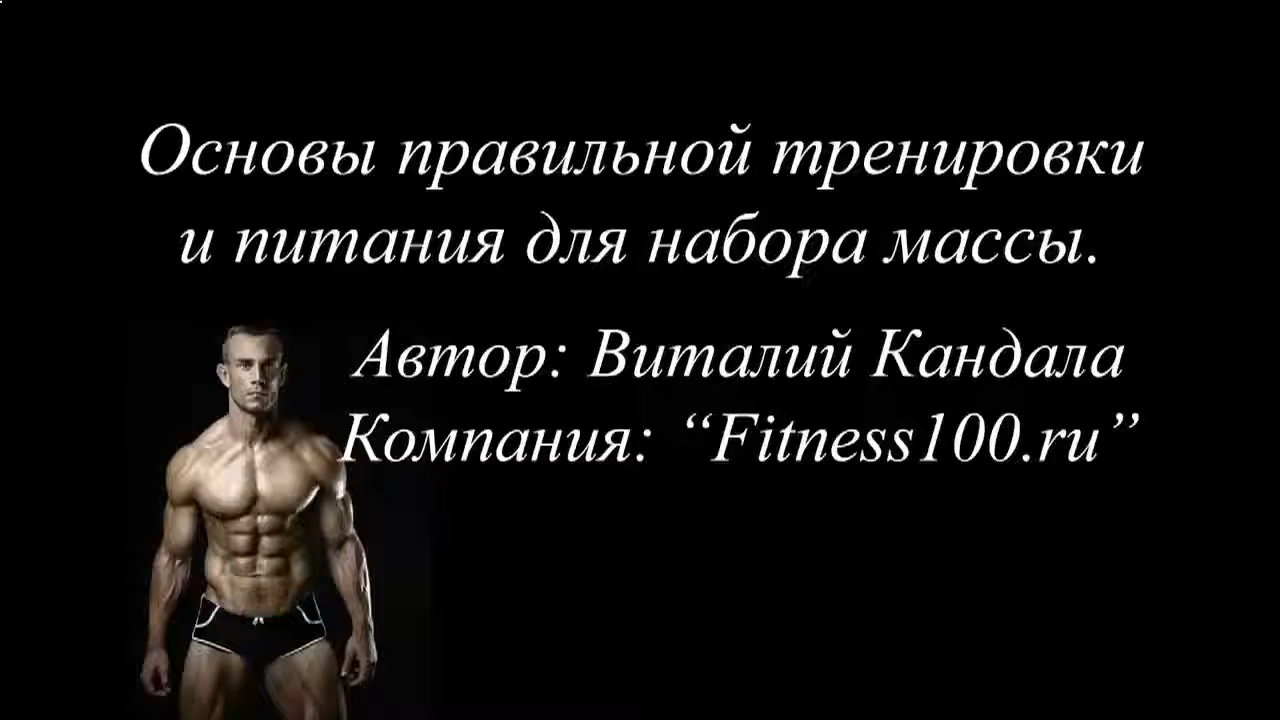 Основы правильной тренировки
и питания для набора массы.
Автор: Виталий Кандала
Компания: “Fitness100.ru”